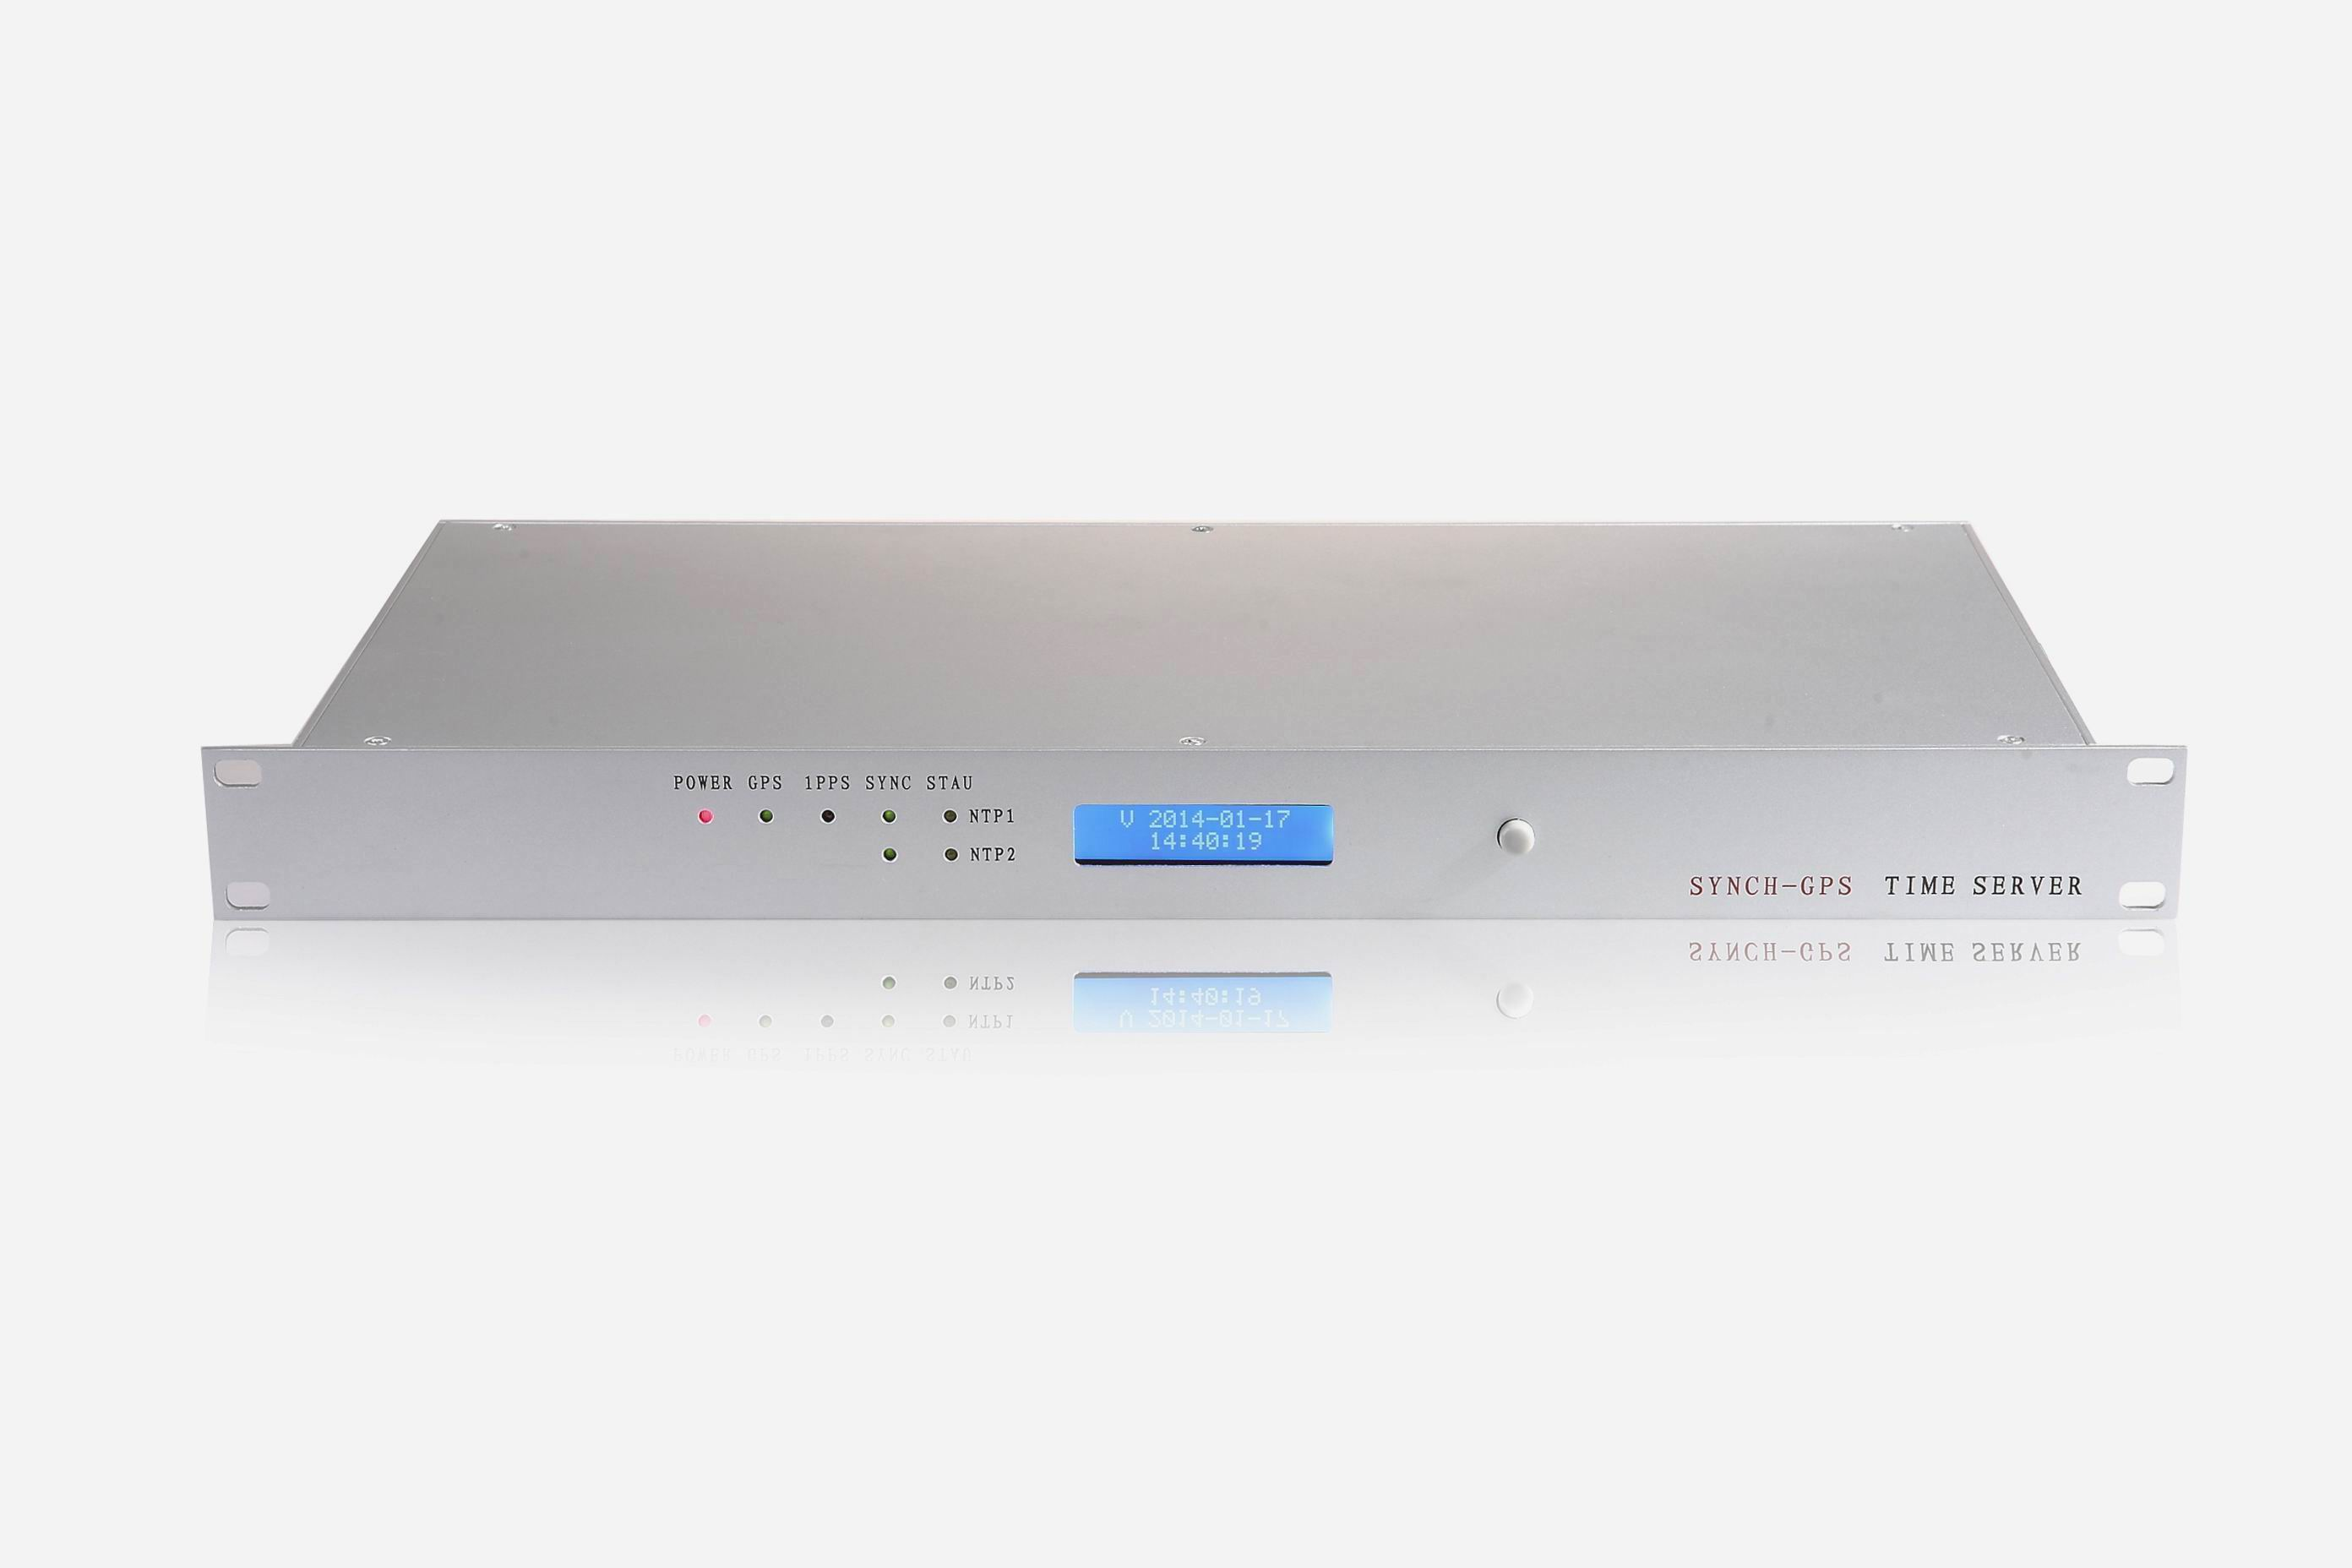 POWER GPS 1PPS SYNC STAU
NTP1
NTP2
V 2014-01-17
14:40:19
SYNCH-GPS TIME SERVER